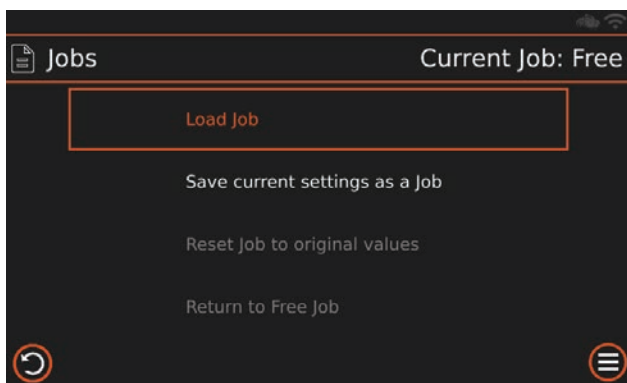 Jobs
Current Job: Free
Load Job
Save current settings as a Job
Reset Job to original values
Return to Free Job